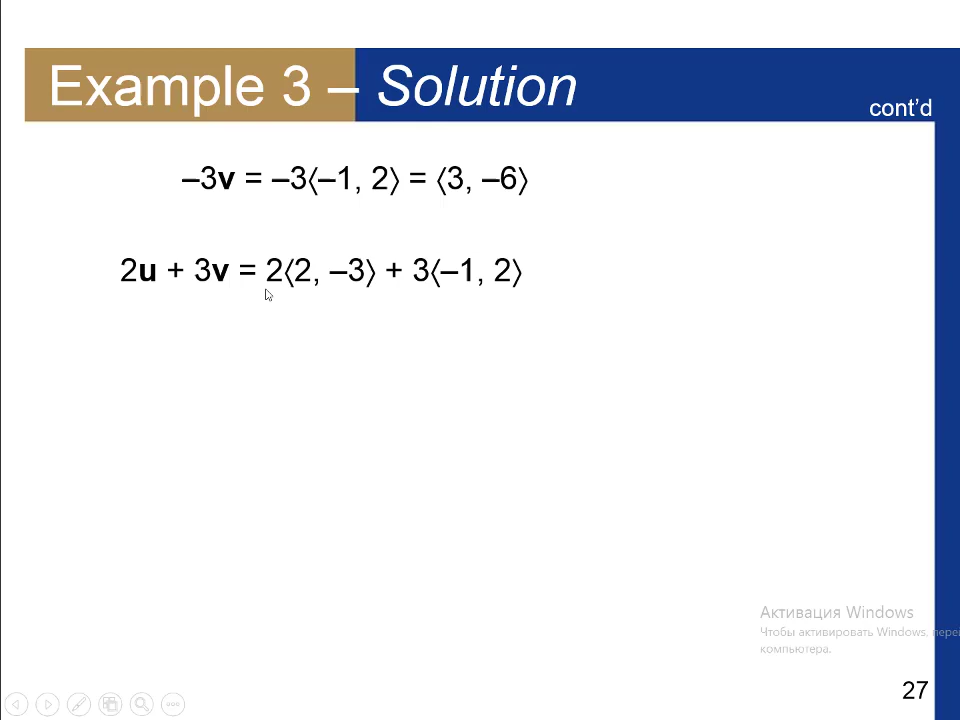 Example 3 – Solution
cont’d
–3v = –3⟨–1, 2⟩ = ⟨3, –6⟩
2u + 3v = 2⟨2, –3⟩ + 3⟨–1, 2⟩
Активация Windows
Чтобы активировать Windows, пере
компьютера.
27